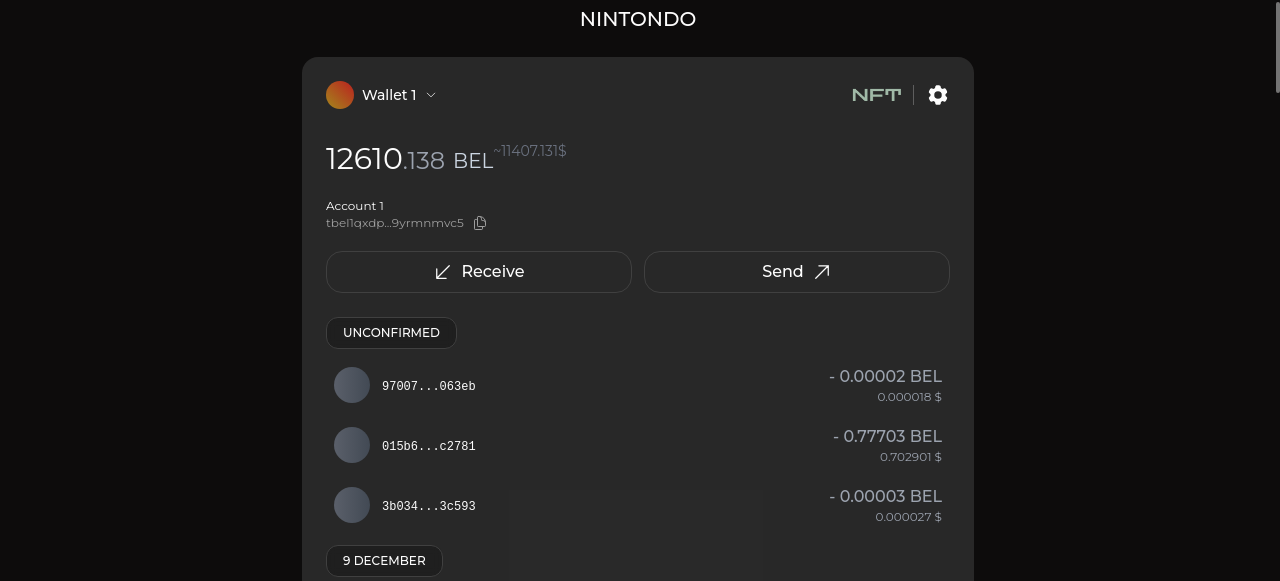 NINTONDO
Wallet 1
NFT
12610.138 BEL ~11407.131$
Account 1
tbel1qxdp...9yrmnmvc5
Receive
Send
UNCONFIRMED
97007...063eb
- 0.00002 BEL
0.000018 $
015b6...c2781
- 0.77703 BEL
0.702901 $
3b034...3c593
- 0.00003 BEL
0.000027 $
9 DECEMBER